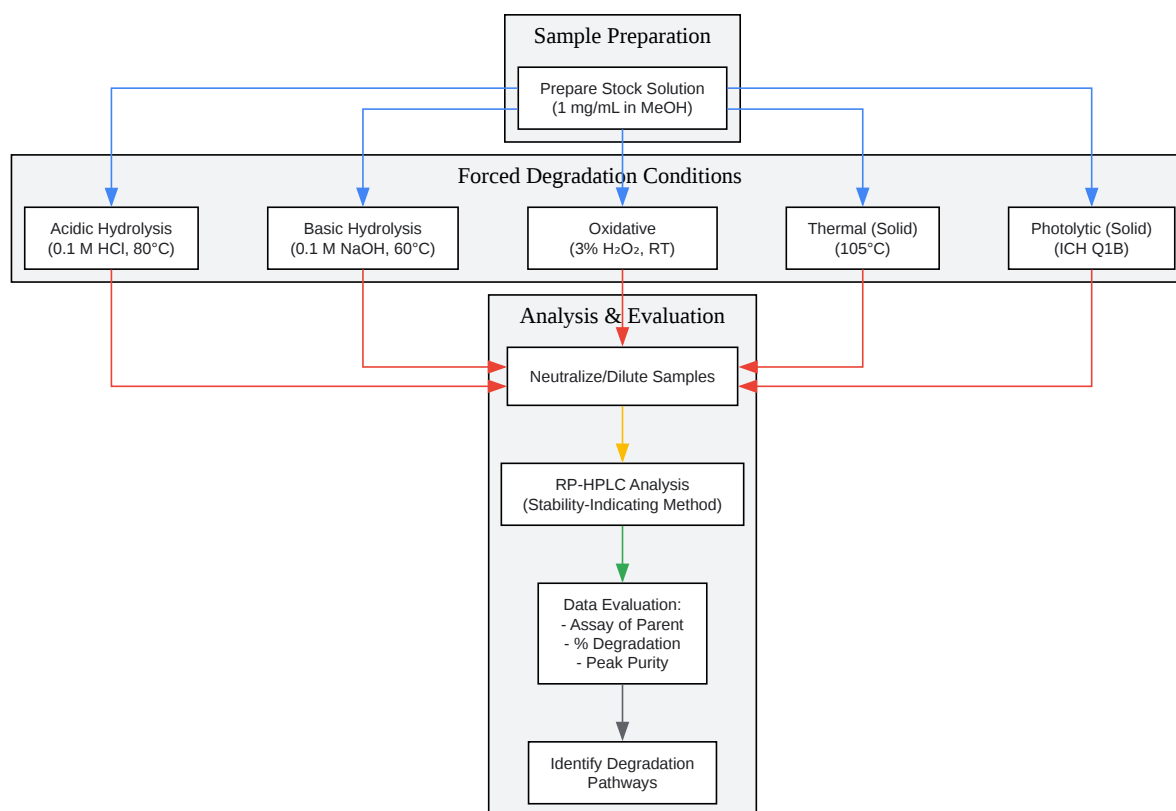 Sample Preparation
Prepare Stock Solution
(1 mg/mL in MeOH)
Forced Degradation Conditions
Acidic Hydrolysis
(0.1 M HCl, 80°C)
Basic Hydrolysis
(0.1 M NaOH, 60°C)
Oxidative
(3% H₂O₂, RT)
Thermal (Solid)
(105°C)
Photolytic (Solid)
(ICH Q1B)
Analysis & Evaluation
Neutralize/Dilute Samples
RP-HPLC Analysis
(Stability-Indicating Method)
Data Evaluation:
- Assay of Parent
- % Degradation
- Peak Purity
Identify Degradation
Pathways